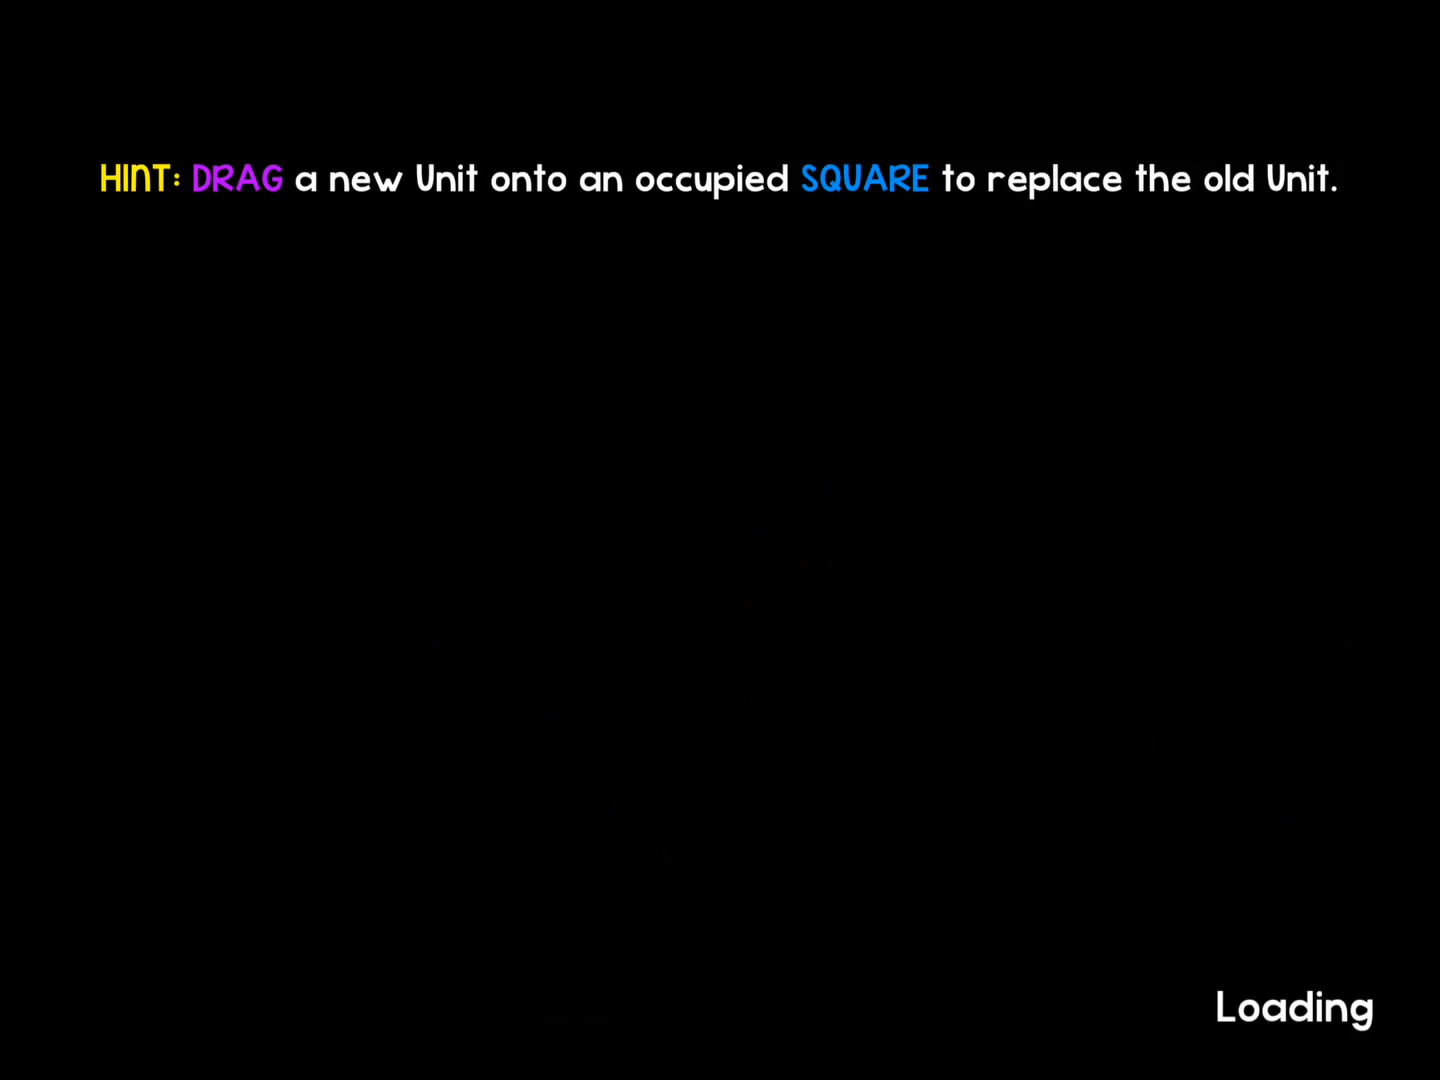 HINT: DRAG a new Unit onto an occupied SQUARE to replace the old Unit.
Loading